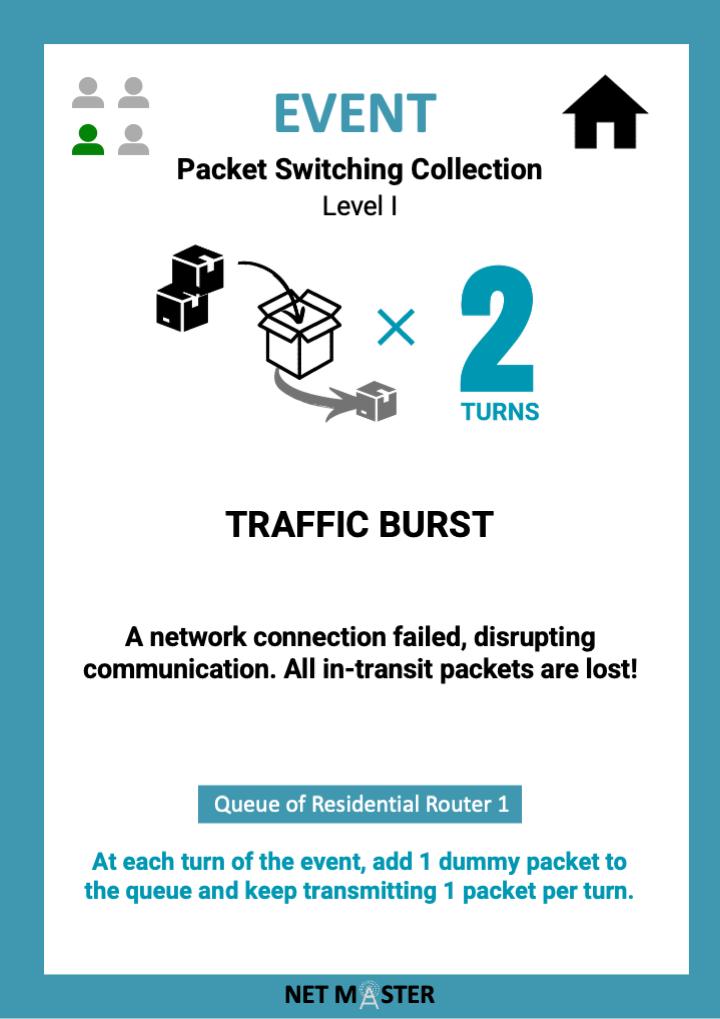 EVENT
Packet Switching Collection
Level I
× 2
TURNS
TRAFFIC BURST
A network connection failed, disrupting
communication. All in-transit packets are lost!
Queue of Residential Router 1
At each turn of the event, add 1 dummy packet to
the queue and keep transmitting 1 packet per turn.
NET MASTER